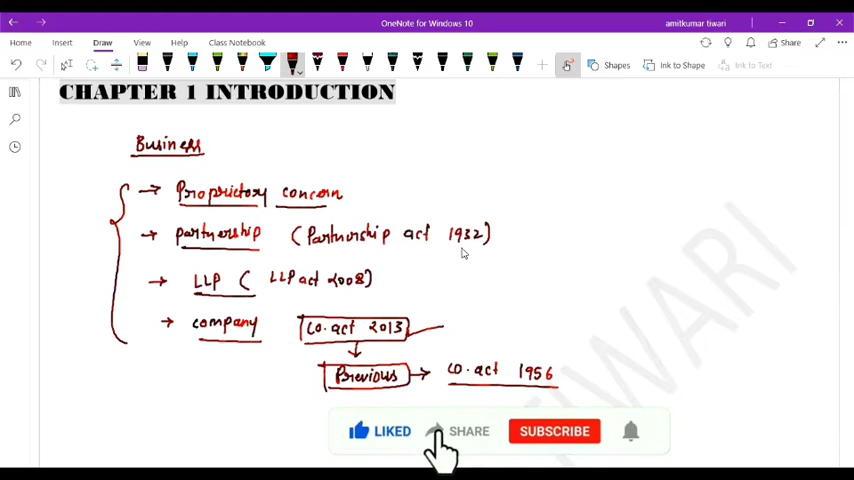 OneNote for Windows 10
amitkumar tiwari
Home Insert Draw View Help Class Notebook
Share
Shapes Ink to Shape Ink to Text
CHAPTER 1 INTRODUCTION
Business
→ Proprietory concern
→ partnership (Partnership act 1932)
→ LLP ( LLP act 2008)
→ company Co. act 2013
Previous → co. act 1956
LIKED SHARE SUBSCRIBE
TIWARI